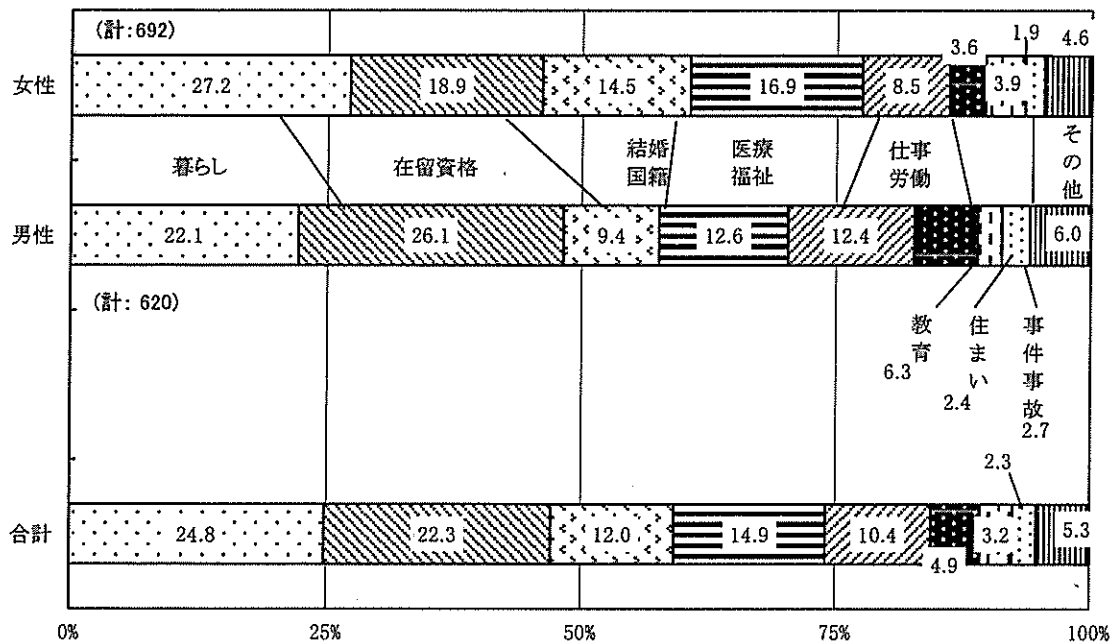 (計:692)
3.6
1.9
4.6
女性
27.2
18.9
14.5
16.9
8.5
3.9
暮らし
在留資格
結婚
国籍
医療
福祉
仕事
労働
その他
男性
22.1
26.1
9.4
12.6
12.4
6.0
(計: 620)
教育
6.3
住まい
2.4
事件事故
2.7
2.3
合計
24.8
22.3
12.0
14.9
10.4
4.9
3.2
5.3
0%
25%
50%
75%
100%